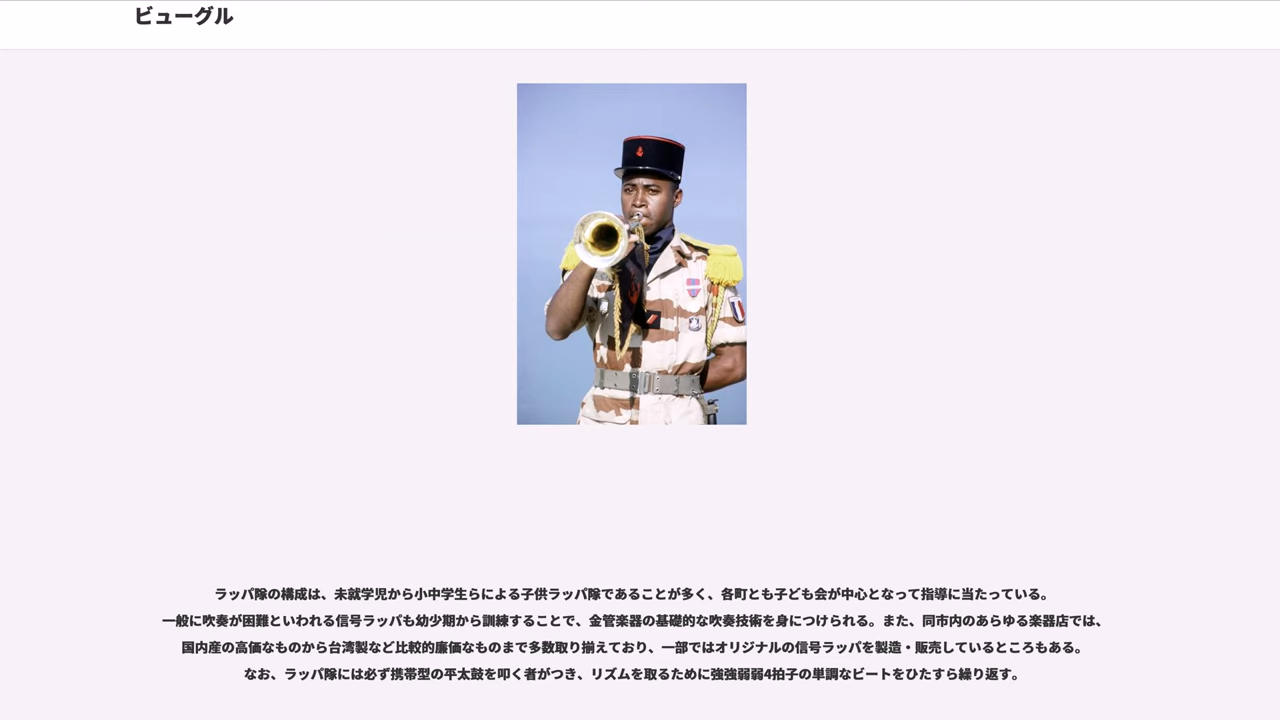 ビューグル
ラッパ隊の構成は、未就学児から小中学生らによる子供ラッパ隊であることが多く、各町とも子ども会が中心となって指導に当たっている。
一般に吹奏が困難といわれる信号ラッパも幼少期から訓練することで、金管楽器の基礎的な吹奏技術を身につけられる。また、同市内のあらゆる楽器店では、
国内産の高価なものから台湾製など比較的廉価なものまで多数取り揃えており、一部ではオリジナルの信号ラッパを製造・販売しているところもある。
なお、ラッパ隊には必ず携帯型の平太鼓を叩く者がつき、リズムを取るために強強弱弱4拍子の単調なビートをひたすら繰り返す。